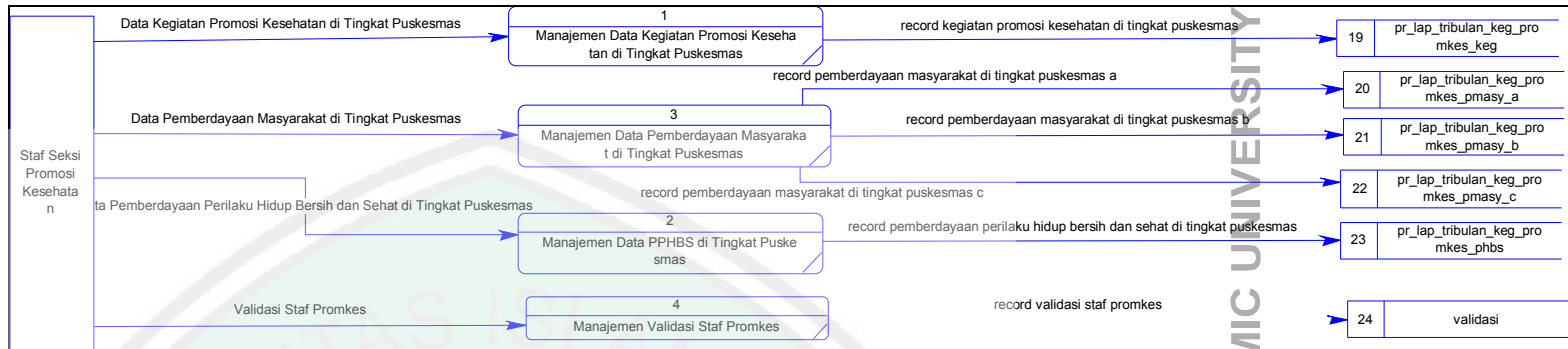 Data Kegiatan Promosi Kesehatan di Tingkat Puskesmas
1
Manajemen Data Kegiatan Promosi Keseha
tan di Tingkat Puskesmas
record kegiatan promosi kesehatan di tingkat puskesmas
19
pr_lap_tribulan_keg_pro
mkes_keg
record pemberdayaan masyarakat di tingkat puskesmas a
20
pr_lap_tribulan_keg_pro
mkes_pmasy_a
Data Pemberdayaan Masyarakat di Tingkat Puskesmas
3
Manajemen Data Pemberdayaan Masyaraka
t di Tingkat Puskesmas
record pemberdayaan masyarakat di tingkat puskesmas b
21
pr_lap_tribulan_keg_pro
mkes_pmasy_b
Staf Seksi
Promosi
Kesehata
n
record pemberdayaan masyarakat di tingkat puskesmas c
22
pr_lap_tribulan_keg_pro
mkes_pmasy_c
ta Pemberdayaan Perilaku Hidup Bersih dan Sehat di Tingkat Puskesmas
2
Manajemen Data PPHBS di Tingkat Puske
smas
record pemberdayaan perilaku hidup bersih dan sehat di tingkat puskesmas
23
pr_lap_tribulan_keg_pro
mkes_phbs
Validasi Staf Promkes
4
Manajemen Validasi Staf Promkes
record validasi staf promkes
24
validasi
MIC UNIVERSITY
TAS ISL